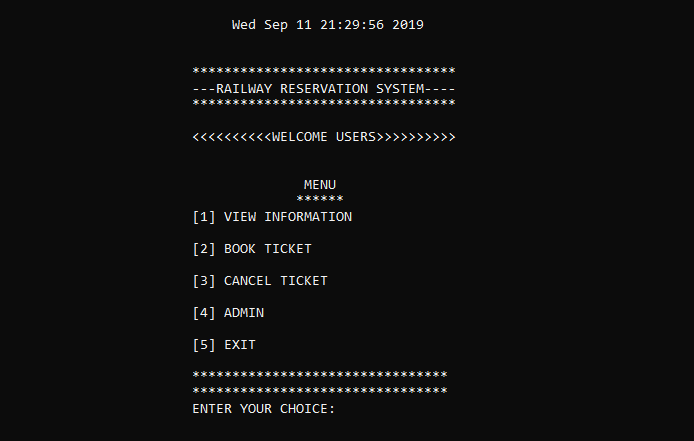 Wed Sep 11 21:29:56 2019
*********************************
---RAILWAY RESERVATION SYSTEM----
*********************************
<<<<<<<<<<WELCOME USERS>>>>>>>>>>
MENU
******
[1] VIEW INFORMATION
[2] BOOK TICKET
[3] CANCEL TICKET
[4] ADMIN
[5] EXIT
********************************
********************************
ENTER YOUR CHOICE: